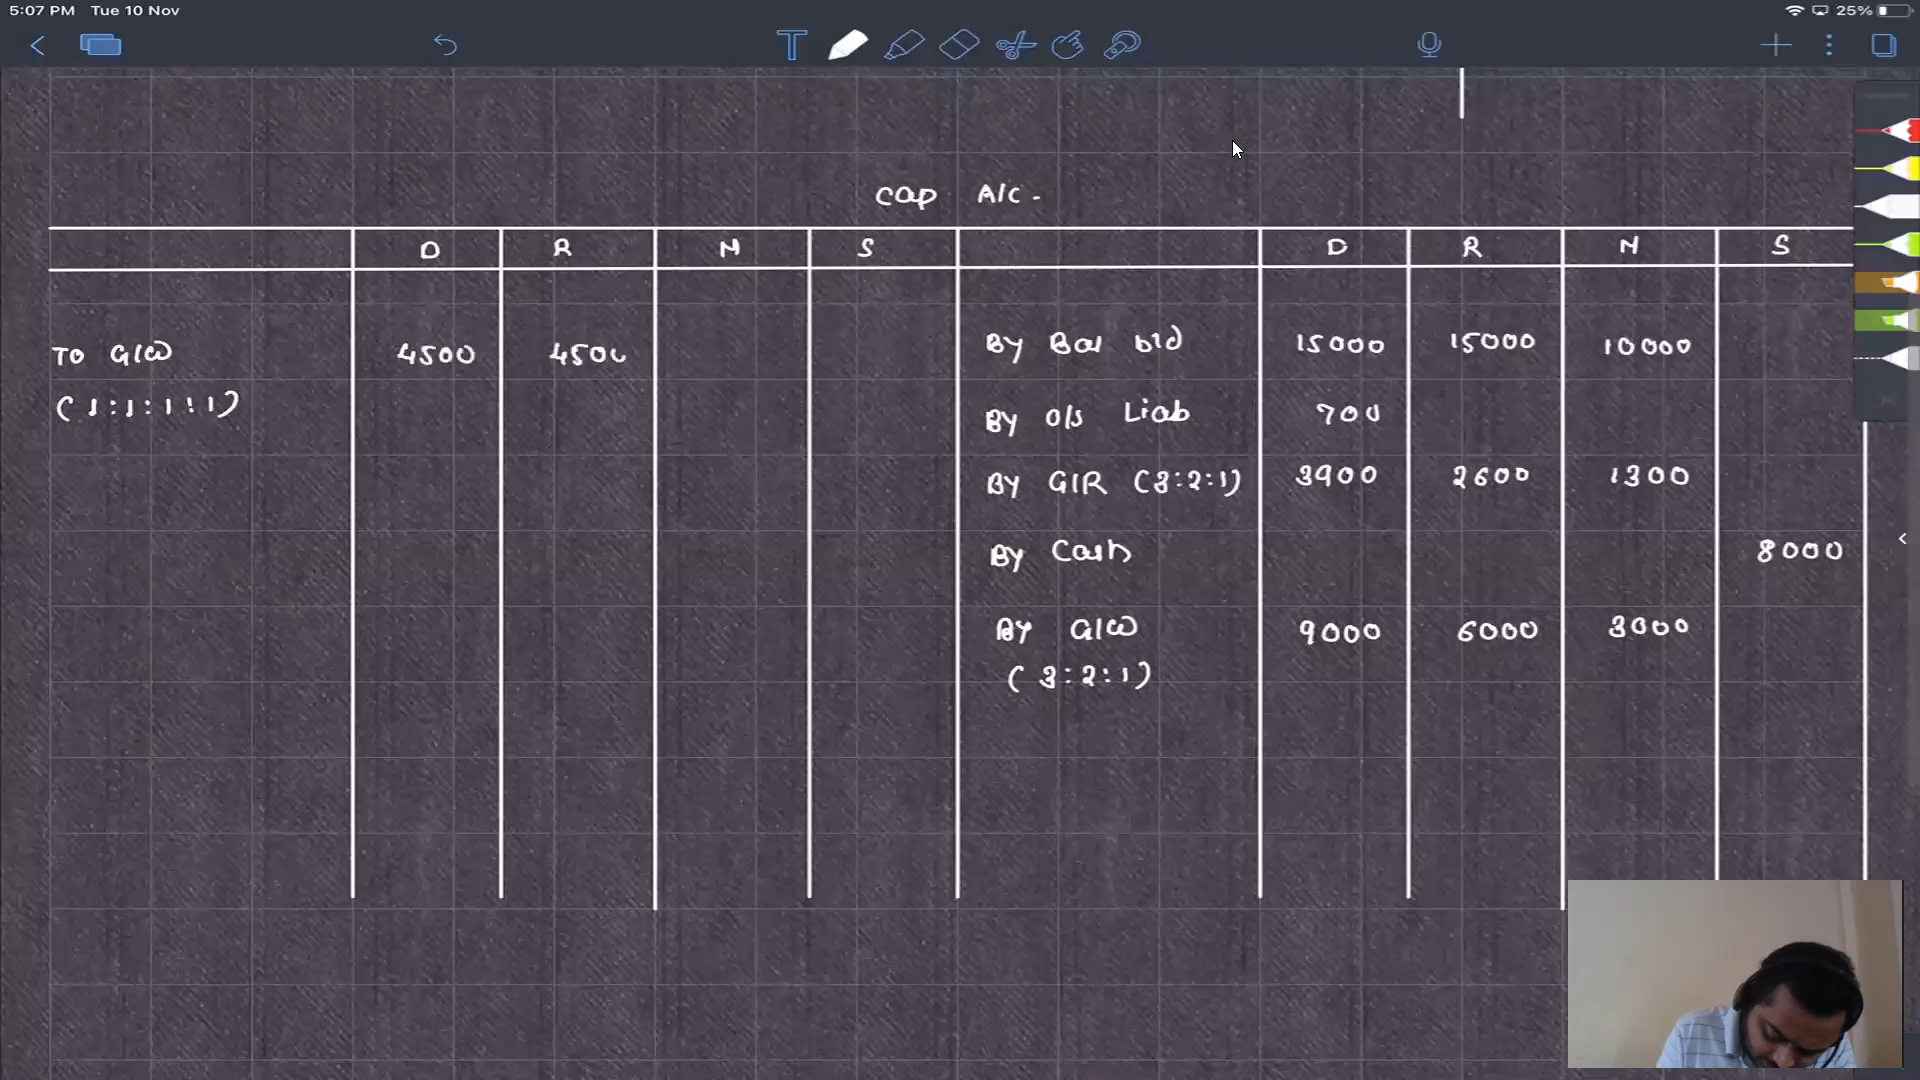 5:07 PM Tue 10 Nov 25%
T
Cap A/C.
D R N S D R N S
TO G/W 4500 4500
(1:1:1:1)
BY Bal b/d 15000 15000 10000
BY O/S Liab 700
BY G/R (3:2:1) 3900 2600 1300
BY Cash 8000
BY G/W 9000 6000 3000
(3:2:1)